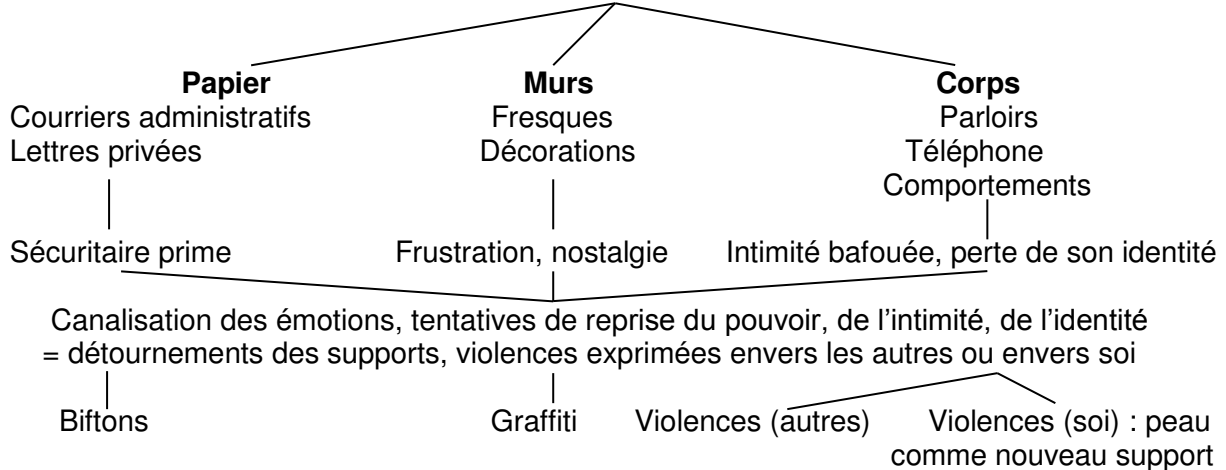 Papier Murs Corps
Courriers administratifs Fresques Parloirs
Lettres privées Décorations Téléphone
Comportements
Sécuritaire prime Frustration, nostalgie Intimité bafouée, perte de son identité
Canalisation des émotions, tentatives de reprise du pouvoir, de l’intimité, de l’identité
= détournements des supports, violences exprimées envers les autres ou envers soi
Biftons Graffiti Violences (autres) Violences (soi) : peau
comme nouveau support